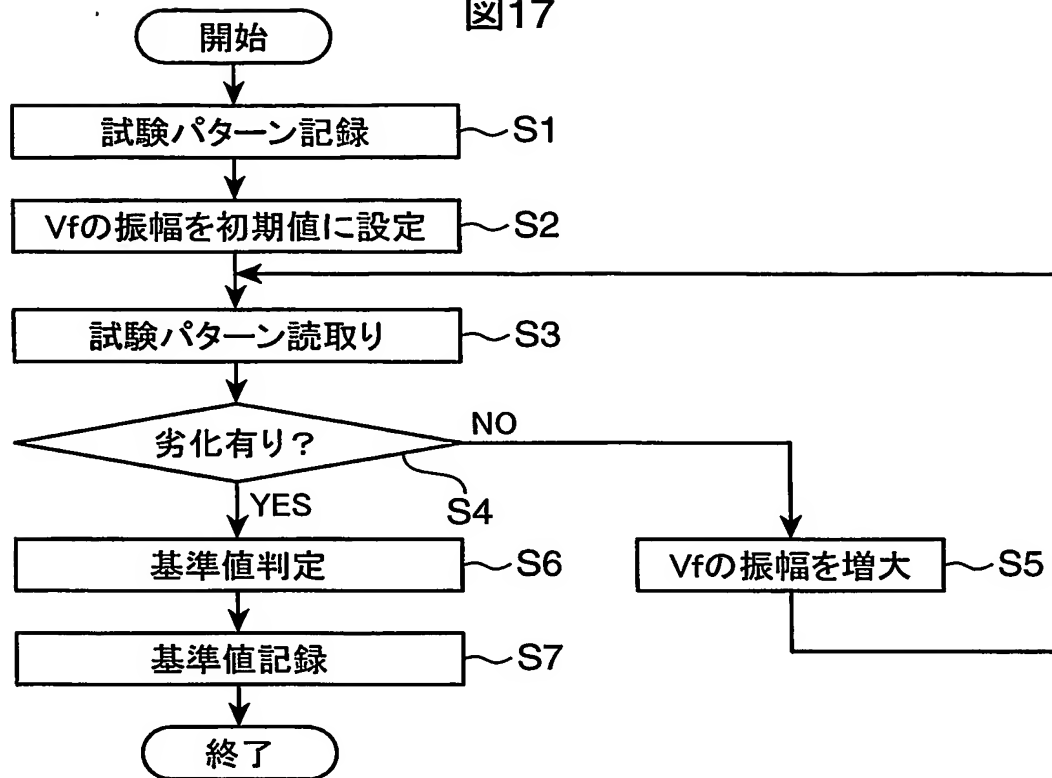 図17
開始
試験パターン記録 S1
Vfの振幅を初期値に設定 S2
試験パターン読取り S3
劣化有り? NO
S4
YES
基準値判定 S6
Vfの振幅を増大 S5
基準値記録 S7
終了